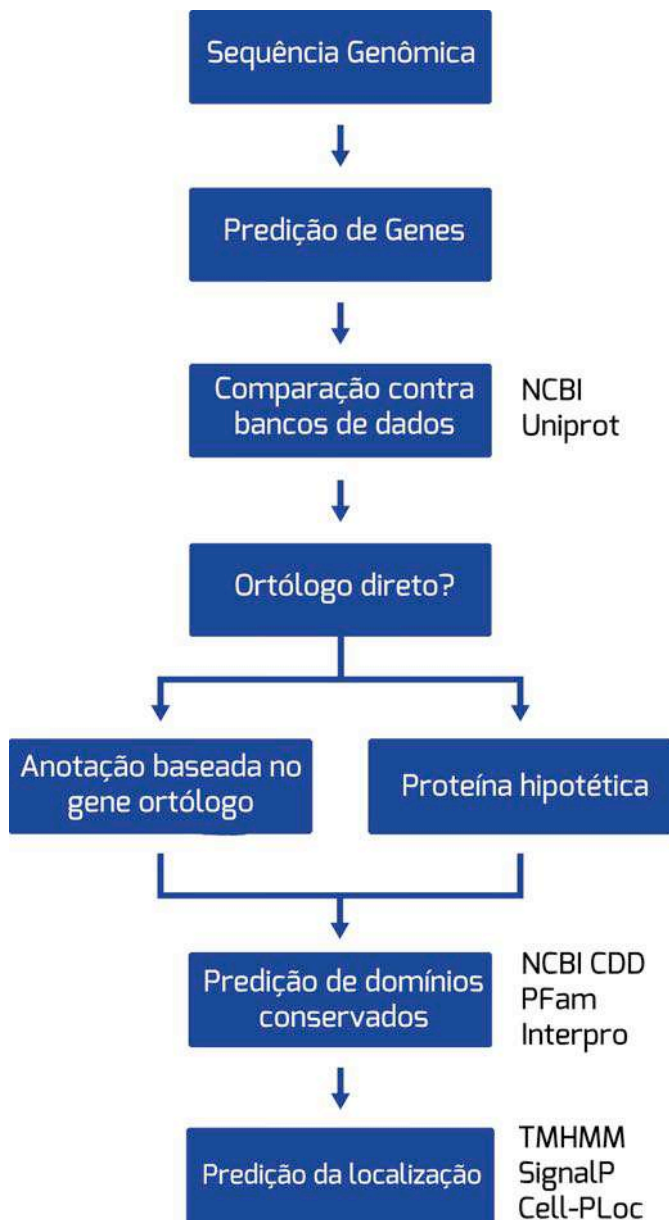 Sequência Genômica
Predição de Genes
Comparação contra
bancos de dados
NCBI
Uniprot
Ortólogo direto?
Anotação baseada no
gene ortólogo
Proteína hipotética
Predição de domínios
conservados
NCBI CDD
PFam
Interpro
Predição da localização
TMHMM
SignalP
Cell-PLoc